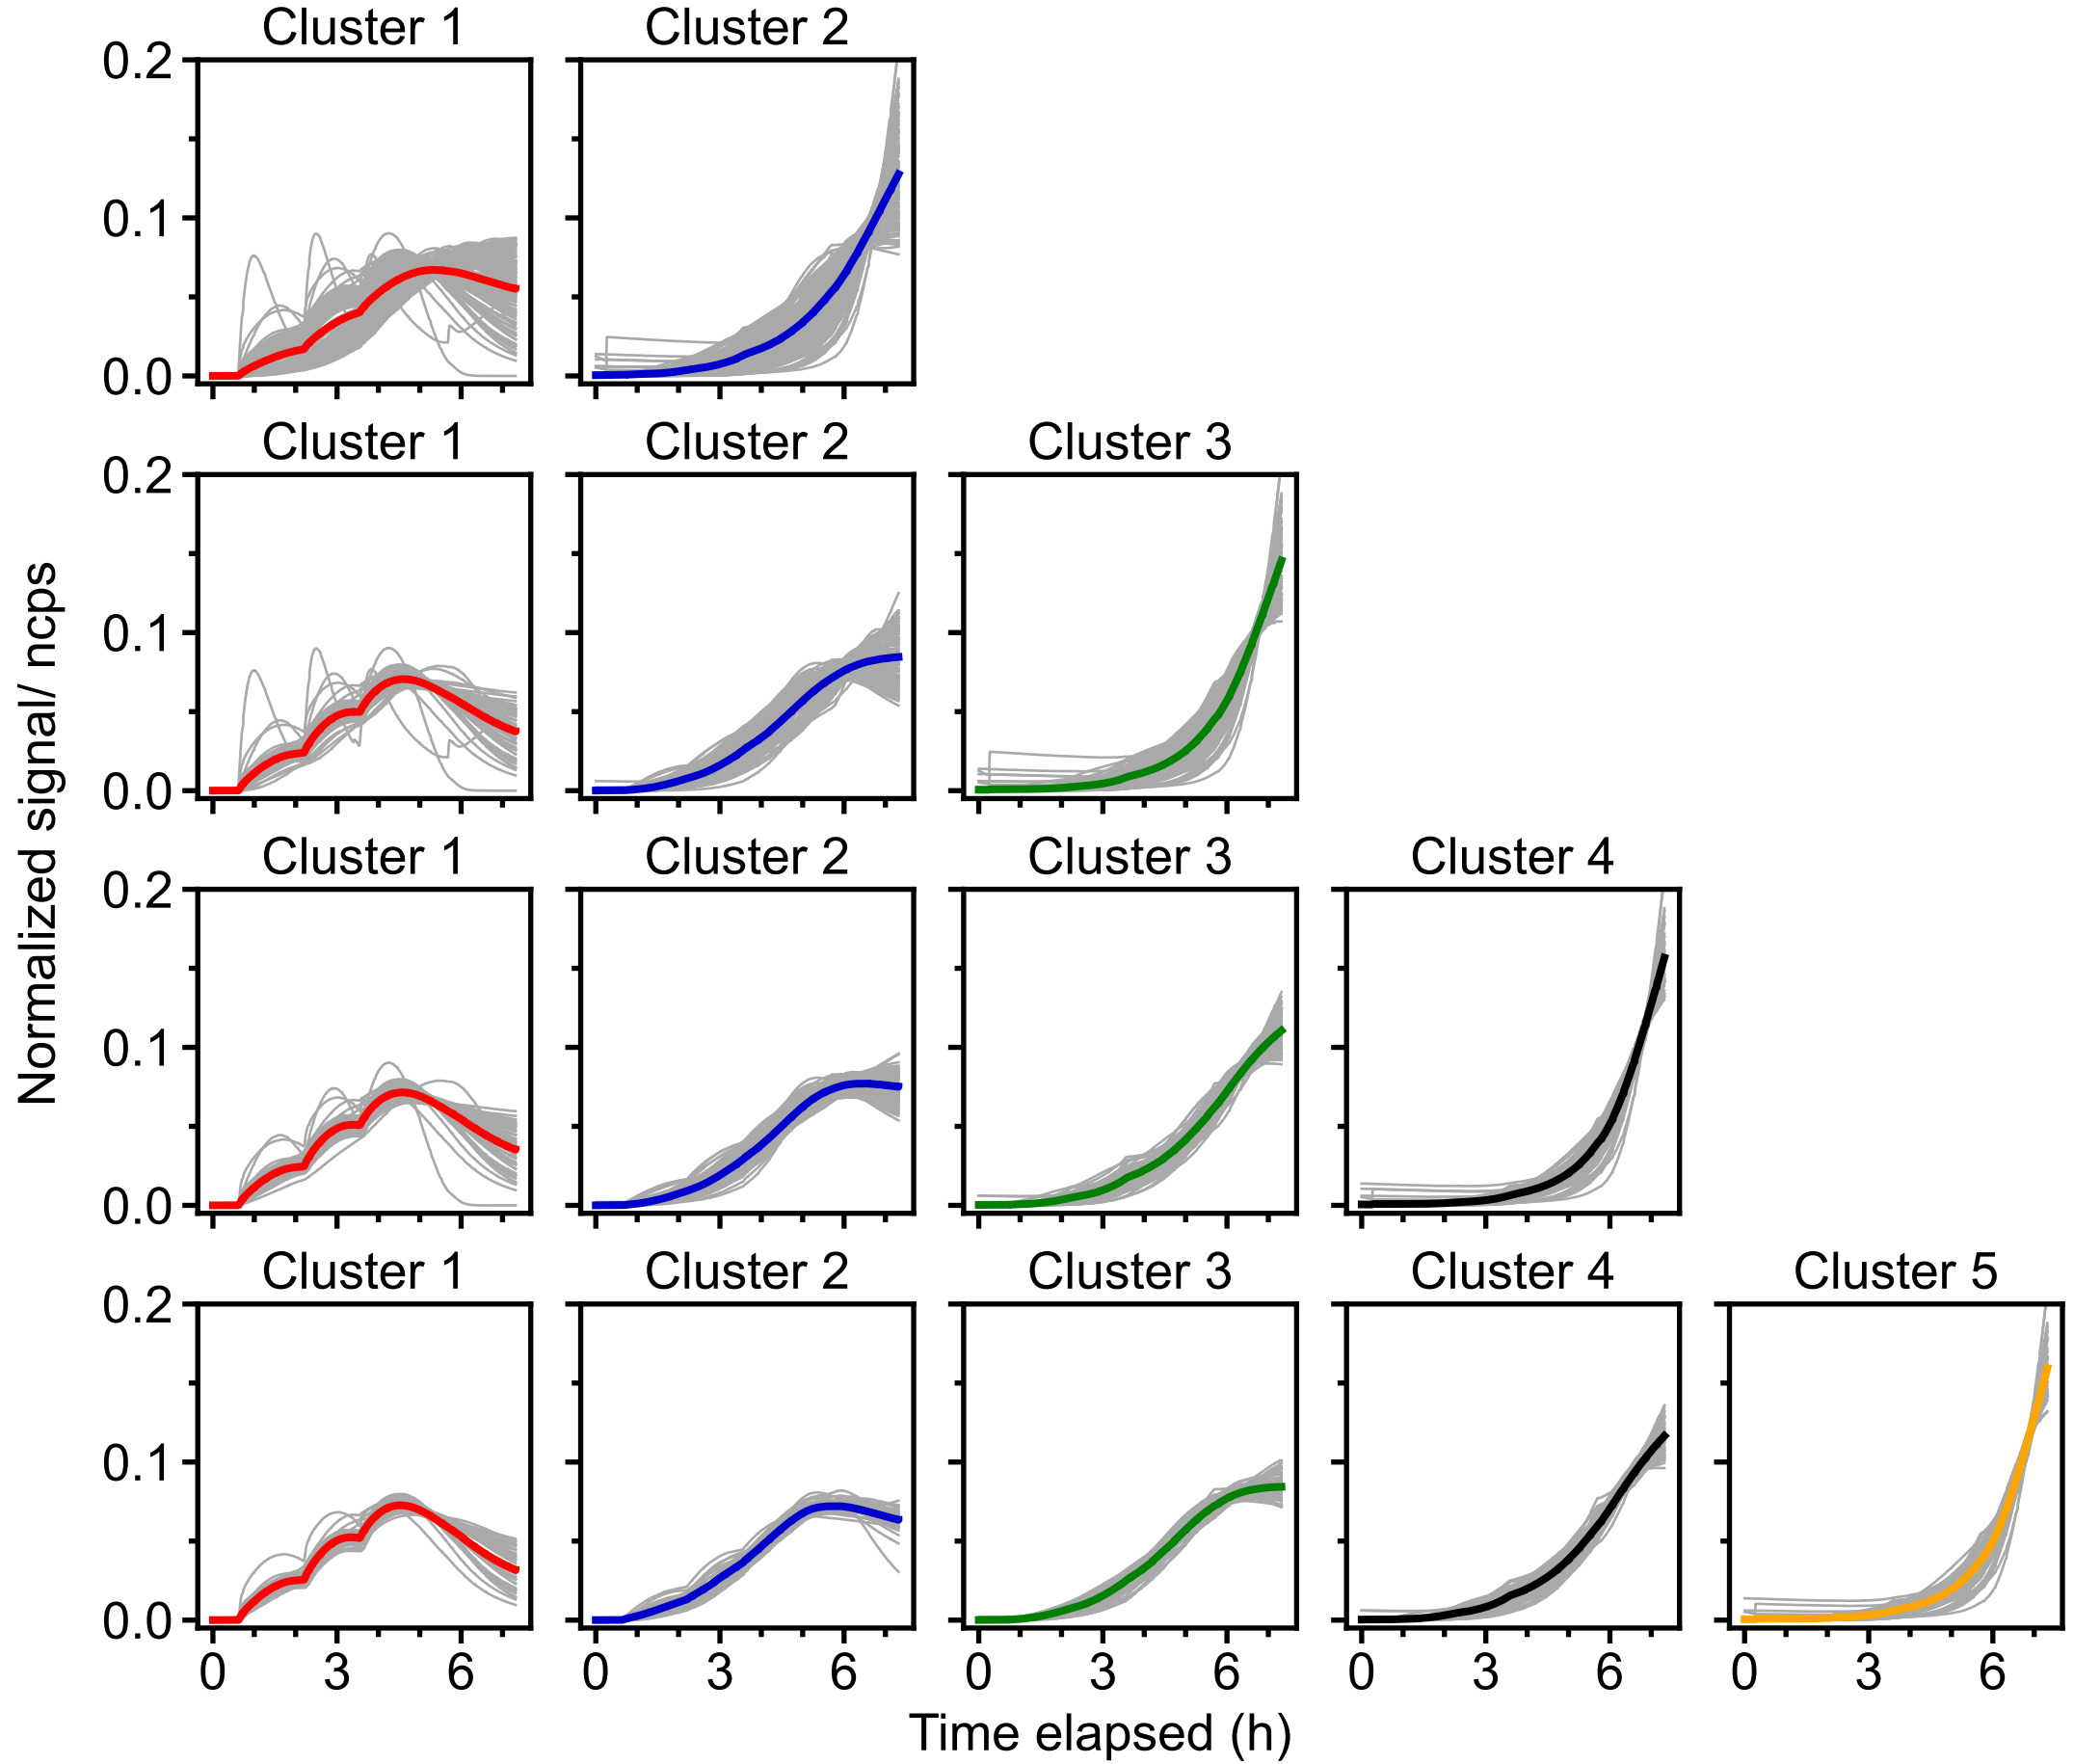 Cluster 1
Cluster 2
0.2
0.1
0.0
Cluster 1
Cluster 2
Cluster 3
0.2
0.1
0.0
Cluster 1
Cluster 2
Cluster 3
Cluster 4
0.2
0.1
0.0
Cluster 1
Cluster 2
Cluster 3
Cluster 4
Cluster 5
0.2
0.1
0.0
0 3 6
0 3 6
0 3 6
0 3 6
0 3 6
Time elapsed (h)
Normalized signal/ ncps